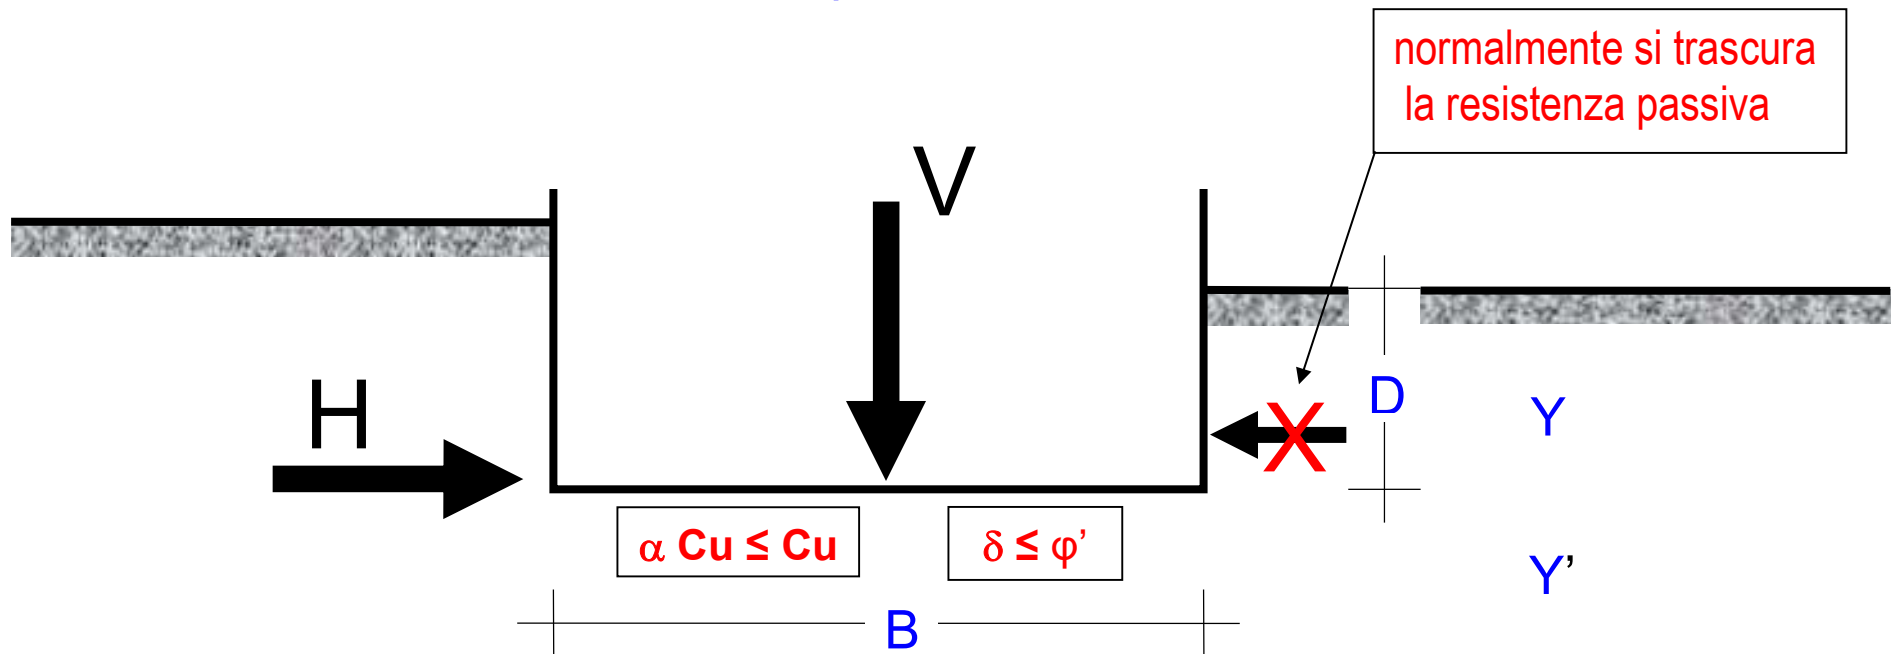 normalmente si trascura
la resistenza passiva
V
H
D
Y
X
α Cu ≤ Cu
δ ≤ φ’
Y’
B